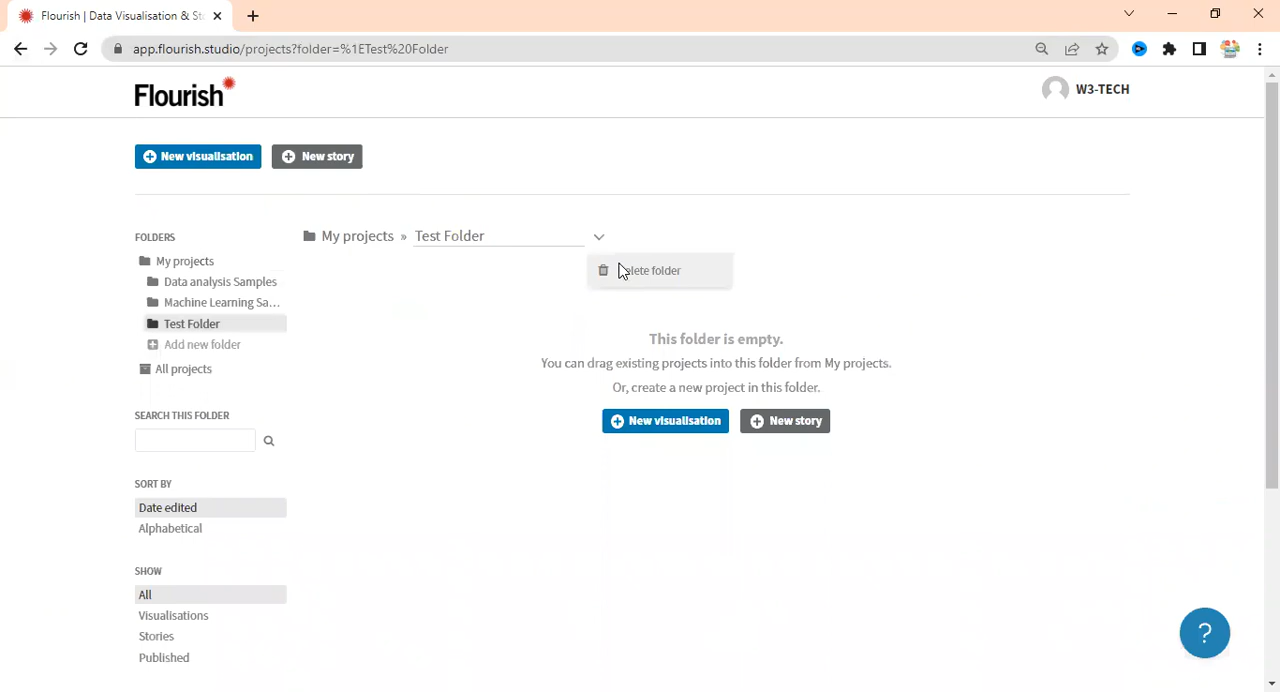 Flourish | Data Visualisation & St
app.flourish.studio/projects?folder=%1ETest%20Folder
Flourish
W3-TECH
New visualisation
New story
FOLDERS
My projects » Test Folder
My projects
Data analysis Samples
Machine Learning Sa...
Test Folder
Add new folder
All projects
lete folder
This folder is empty.
You can drag existing projects into this folder from My projects.
Or, create a new project in this folder.
New visualisation
New story
SEARCH THIS FOLDER
SORT BY
Date edited
Alphabetical
SHOW
All
Visualisations
Stories
Published
?